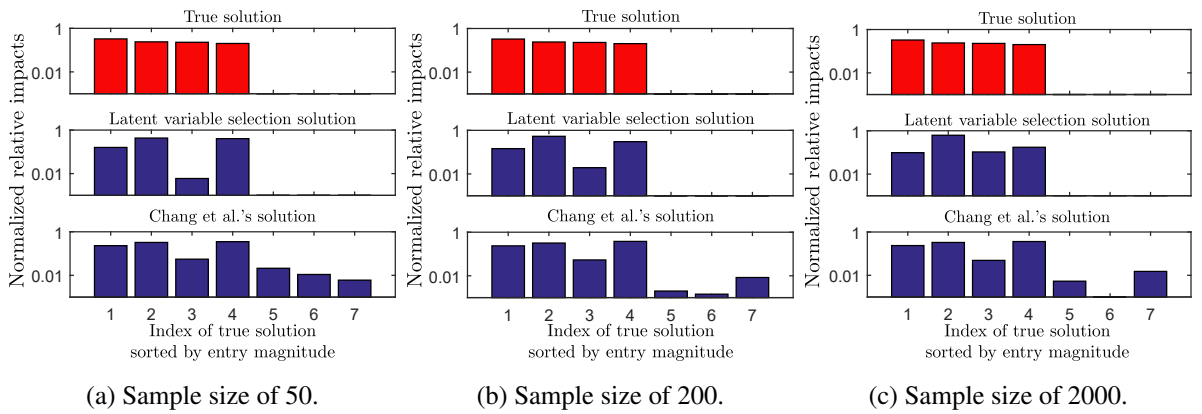 Normalized relative impacts
True solution
1
0.01
Latent variable selection solution
1
0.01
Chang et al.'s solution
1
0.01
1 2 3 4 5 6 7
Index of true solution
sorted by entry magnitude
(a) Sample size of 50.
Normalized relative impacts
True solution
1
0.01
Latent variable selection solution
1
0.01
Chang et al.'s solution
1
0.01
1 2 3 4 5 6 7
Index of true solution
sorted by entry magnitude
(b) Sample size of 200.
Normalized relative impacts
True solution
1
0.01
Latent variable selection solution
1
0.01
Chang et al.'s solution
1
0.01
1 2 3 4 5 6 7
Index of true solution
sorted by entry magnitude
(c) Sample size of 2000.